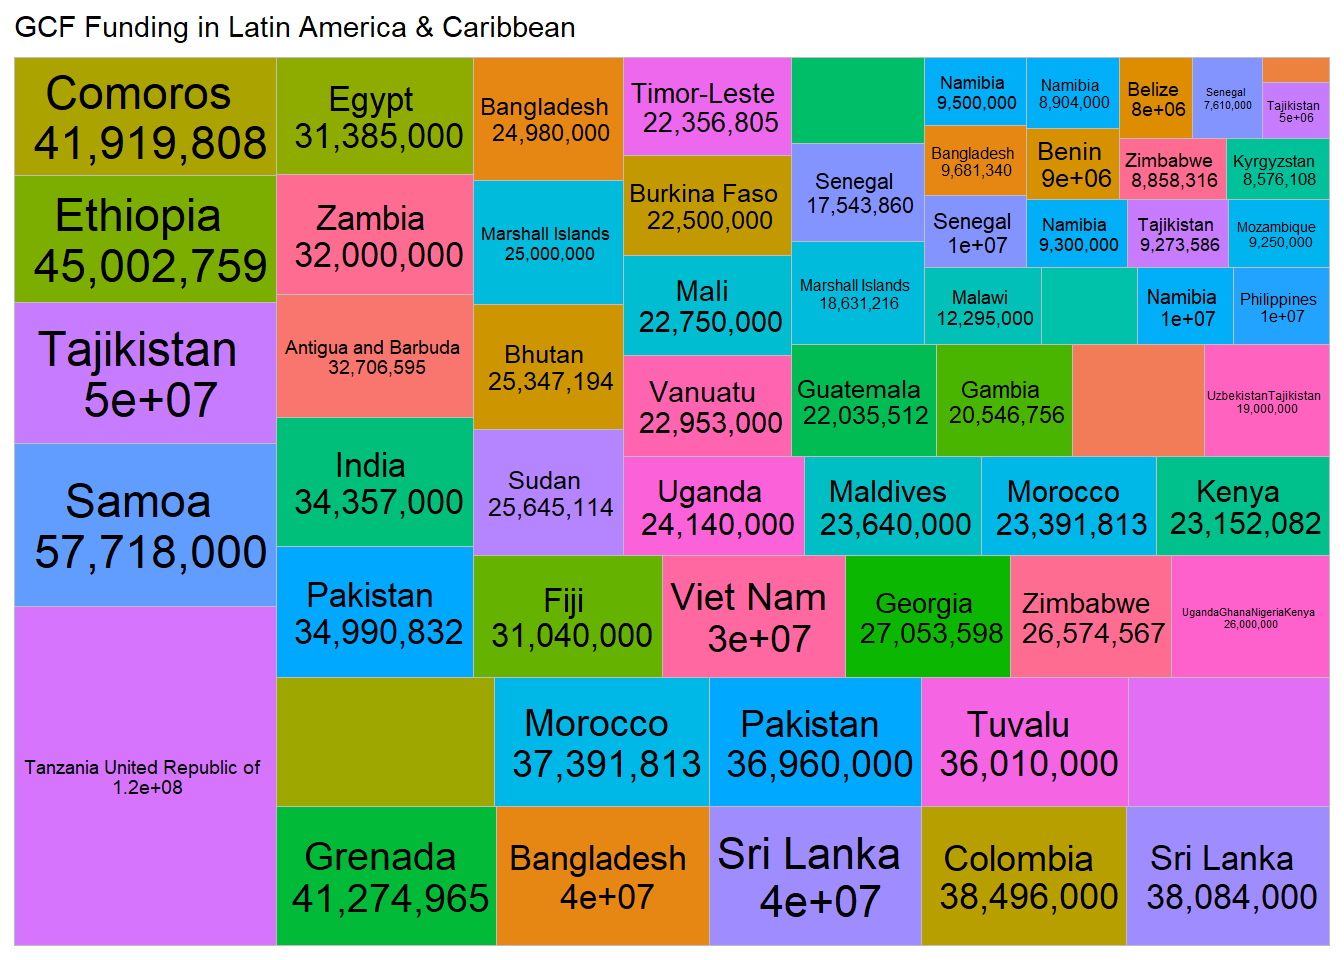 GCF Funding in Latin America & Caribbean
Comoros
41,919,808
Ethiopia
45,002,759
Tajikistan
5e+07
Samoa
57,718,000
Tanzania United Republic of
1.2e+08
Egypt
31,385,000
Zambia
32,000,000
Antigua and Barbuda
32,706,595
India
34,357,000
Pakistan
34,990,832
Bangladesh
24,980,000
Marshall Islands
25,000,000
Bhutan
25,347,194
Sudan
25,645,114
Timor-Leste
22,356,805
Burkina Faso
22,500,000
Mali
22,750,000
Vanuatu
22,953,000
Senegal
17,543,860
Marshall Islands
18,631,216
Namibia
9,500,000
Namibia
8,904,000
Belize
8e+06
Senegal
7,610,000
Tajikistan
5e+06
Bangladesh
9,681,340
Benin
9e+06
Zimbabwe
8,858,316
Kyrgyzstan
8,576,108
Senegal
1e+07
Namibia
9,300,000
Tajikistan
9,273,586
Mozambique
9,250,000
Malawi
12,295,000
Namibia
1e+07
Philippines
1e+07
Guatemala
22,035,512
Gambia
20,546,756
UzbekistanTajikistan
19,000,000
Uganda
24,140,000
Maldives
23,640,000
Morocco
23,391,813
Kenya
23,152,082
Fiji
31,040,000
Viet Nam
3e+07
Georgia
27,053,598
Zimbabwe
26,574,567
UgandaGhanaNigeriaKenya
26,000,000
Morocco
37,391,813
Pakistan
36,960,000
Tuvalu
36,010,000
Grenada
41,274,965
Bangladesh
4e+07
Sri Lanka
4e+07
Colombia
38,496,000
Sri Lanka
38,084,000